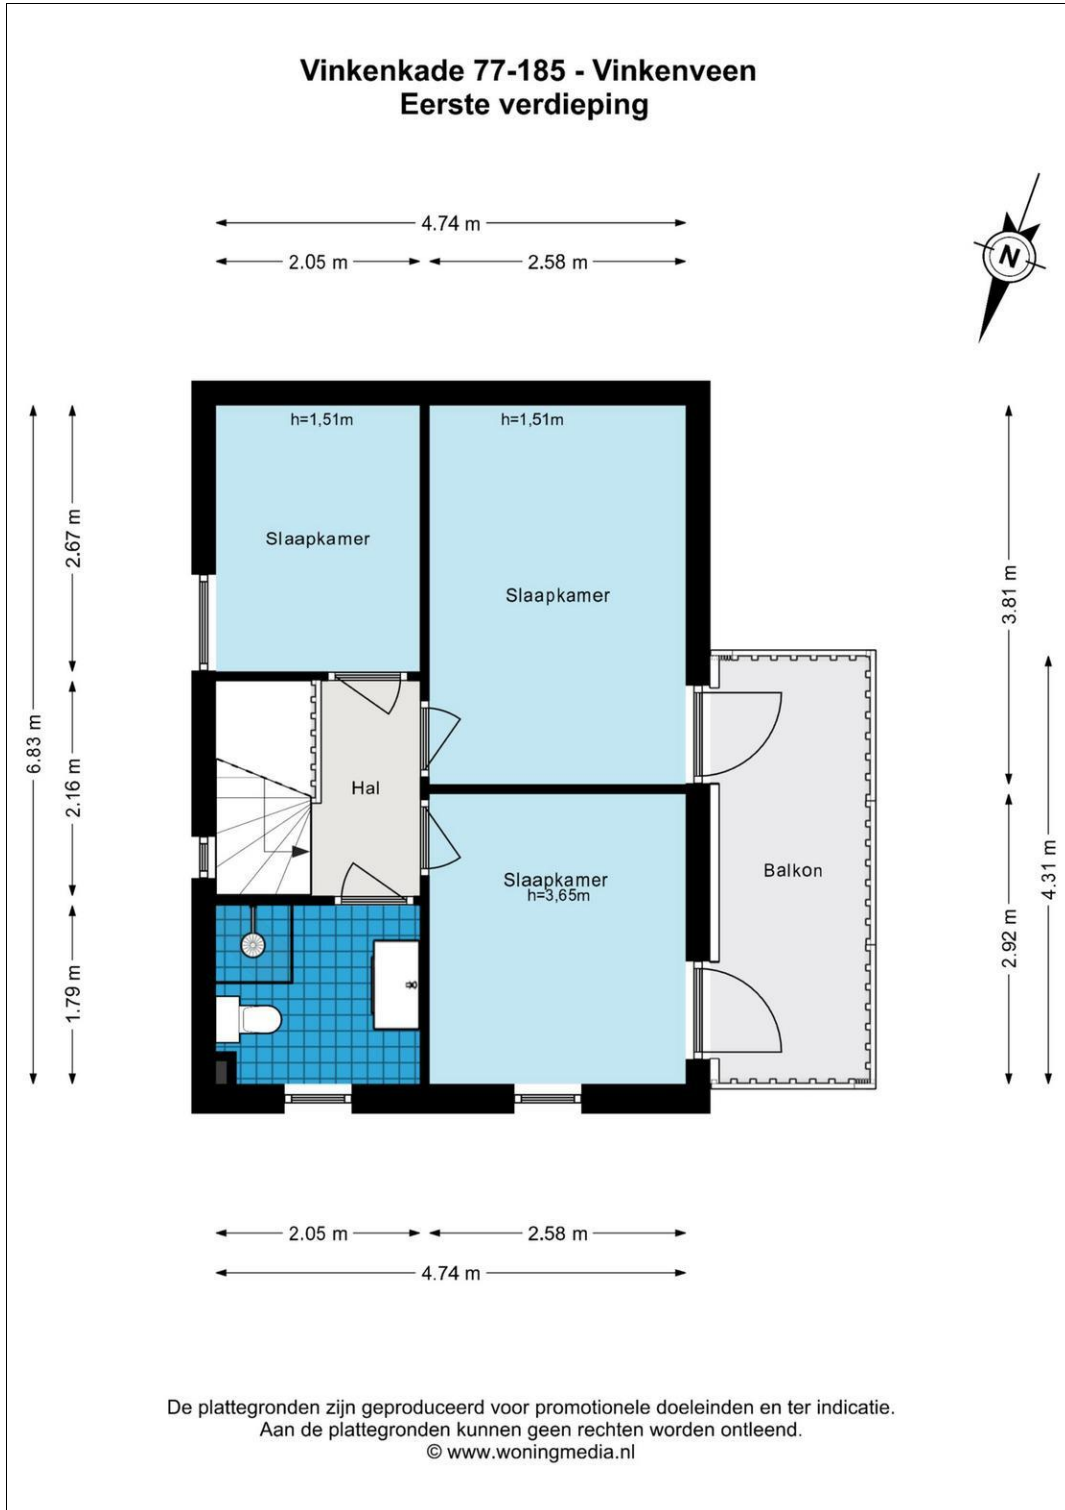 Vinkenkade 77-185 - Vinkenveen
Eerste verdieping
4.74 m
2.05 m
2.58 m
N
h=1,51m
h=1,51m
Slaapkamer
Slaapkamer
2.67 m
3.81 m
6.83 m
2.16 m
Hal
Slaapkamer
h=3,65m
Balkon
4.31 m
2.92 m
1.79 m
2.05 m
2.58 m
4.74 m
De plattegronden zijn geproduceerd voor promotionele doeleinden en ter indicatie.
Aan de plattegronden kunnen geen rechten worden ontleend.
© www.woningmedia.nl